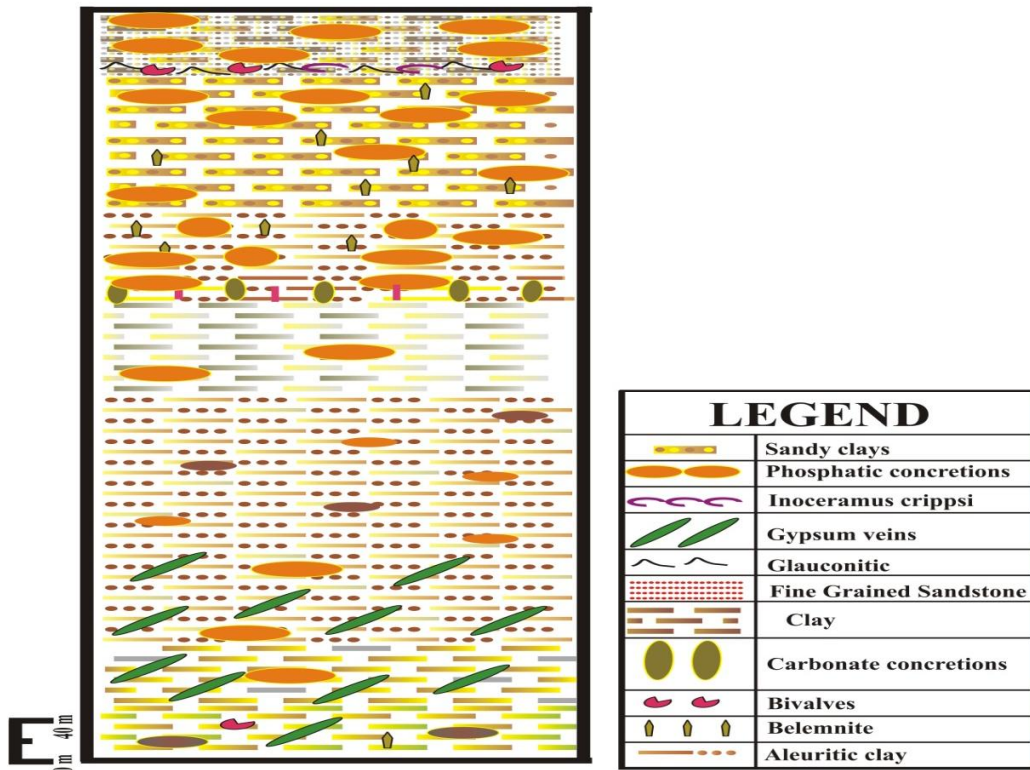 LEGEND
Sandy clays
Phosphatic concretions
Inoceramus crippsi
Gypsum veins
Glauconitic
Fine Grained Sandstone
Clay
Carbonate concretions
Bivalves
Belemnite
Aleuritic clay
40 m